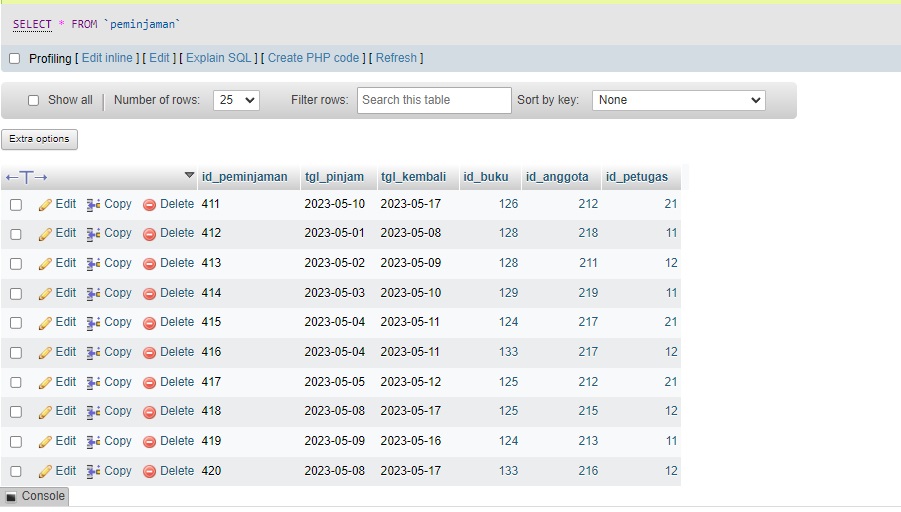 SELECT * FROM `peminjaman`
Profiling [ Edit inline ] [ Edit ] [ Explain SQL ] [ Create PHP code ] [ Refresh ]
Show all Number of rows: 25 Filter rows: Search this table Sort by key: None
Extra options
←T→ id_peminjaman tgl_pinjam tgl_kembali id_buku id_anggota id_petugas
Edit Copy Delete 411 2023-05-10 2023-05-17 126 212 21
Edit Copy Delete 412 2023-05-01 2023-05-08 128 218 11
Edit Copy Delete 413 2023-05-02 2023-05-09 128 211 12
Edit Copy Delete 414 2023-05-03 2023-05-10 129 219 11
Edit Copy Delete 415 2023-05-04 2023-05-11 124 217 21
Edit Copy Delete 416 2023-05-04 2023-05-11 133 217 12
Edit Copy Delete 417 2023-05-05 2023-05-12 125 212 21
Edit Copy Delete 418 2023-05-08 2023-05-17 125 215 12
Edit Copy Delete 419 2023-05-09 2023-05-16 124 213 11
Edit Copy Delete 420 2023-05-08 2023-05-17 133 216 12
Console